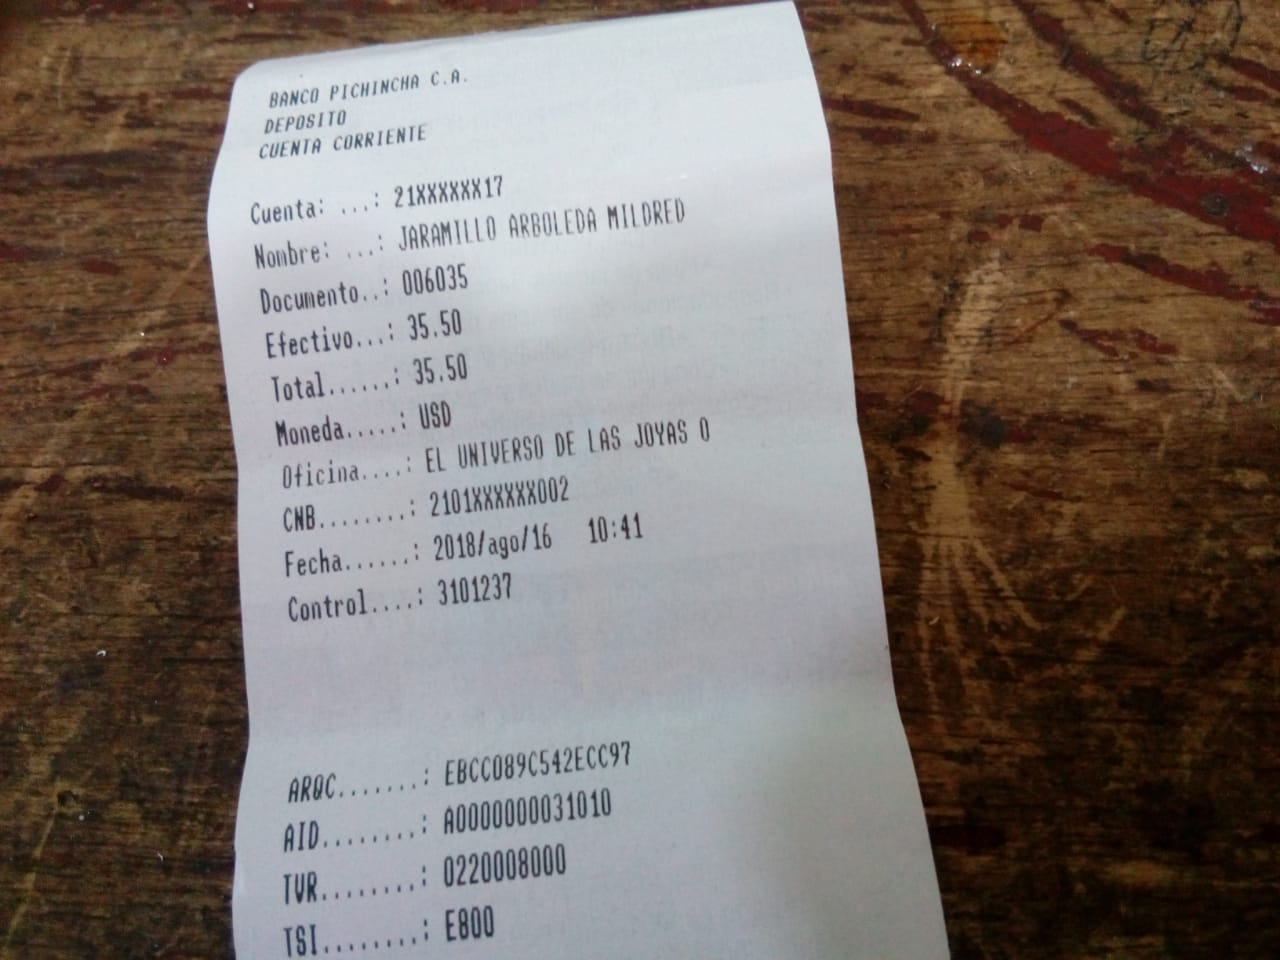 BANCO PICHINCHA C.A.
DEPOSITO
CUENTA CORRIENTE
Cuenta: ...: 21XXXXXX17
Nombre: ...: JARAMILLO ARBOLEDA MILDRED
Documento..: 006035
Efectivo...: 35.50
Total......: 35.50
Moneda.....: USD
Oficina....: EL UNIVERSO DE LAS JOYAS O
CNB........: 2101XXXXXX002
Fecha......: 2018/ago/16 10:41
Control....: 3101237
ARQC.......: EBCC089C542ECC97
AID........: A0000000031010
TVR........: 0220008000
TSI........: E800